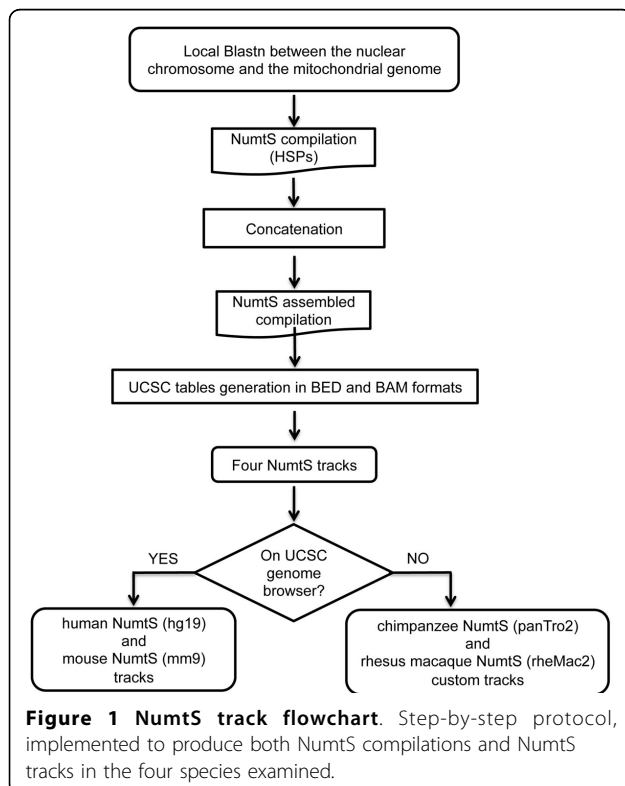 Local Blastn between the nuclear
chromosome and the mitochondrial genome
NumtS compilation
(HSPs)
Concatenation
NumtS assembled
compilation
UCSC tables generation in BED and BAM formats
Four NumtS tracks
On UCSC
genome
browser?
YES
NO
human NumtS (hg19)
and
mouse NumtS (mm9)
tracks
chimpanzee NumtS (panTro2)
and
rhesus macaque NumtS (rheMac2)
custom tracks
Figure 1 NumtS track flowchart. Step-by-step protocol,
implemented to produce both NumtS compilations and NumtS
tracks in the four species examined.